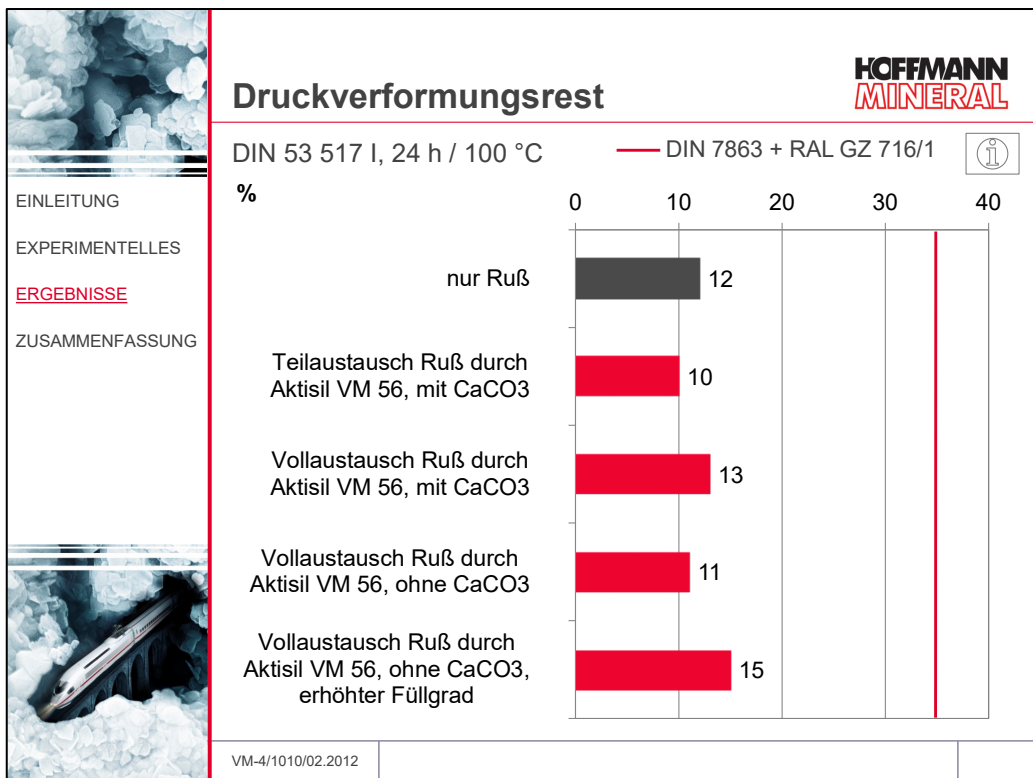 Druckverformungsrest
HOFFMANN
MINERAL
DIN 53 517 I, 24 h / 100 °C
DIN 7863 + RAL GZ 716/1
i
EINLEITUNG
EXPERIMENTELLES
ERGEBNISSE
ZUSAMMENFASSUNG
%
0 10 20 30 40
nur Ruß
12
Teilaustausch Ruß durch
Aktisil VM 56, mit CaCO3
10
Vollaustausch Ruß durch
Aktisil VM 56, mit CaCO3
13
Vollaustausch Ruß durch
Aktisil VM 56, ohne CaCO3
11
Vollaustausch Ruß durch
Aktisil VM 56, ohne CaCO3,
erhöhter Füllgrad
15
VM-4/1010/02.2012